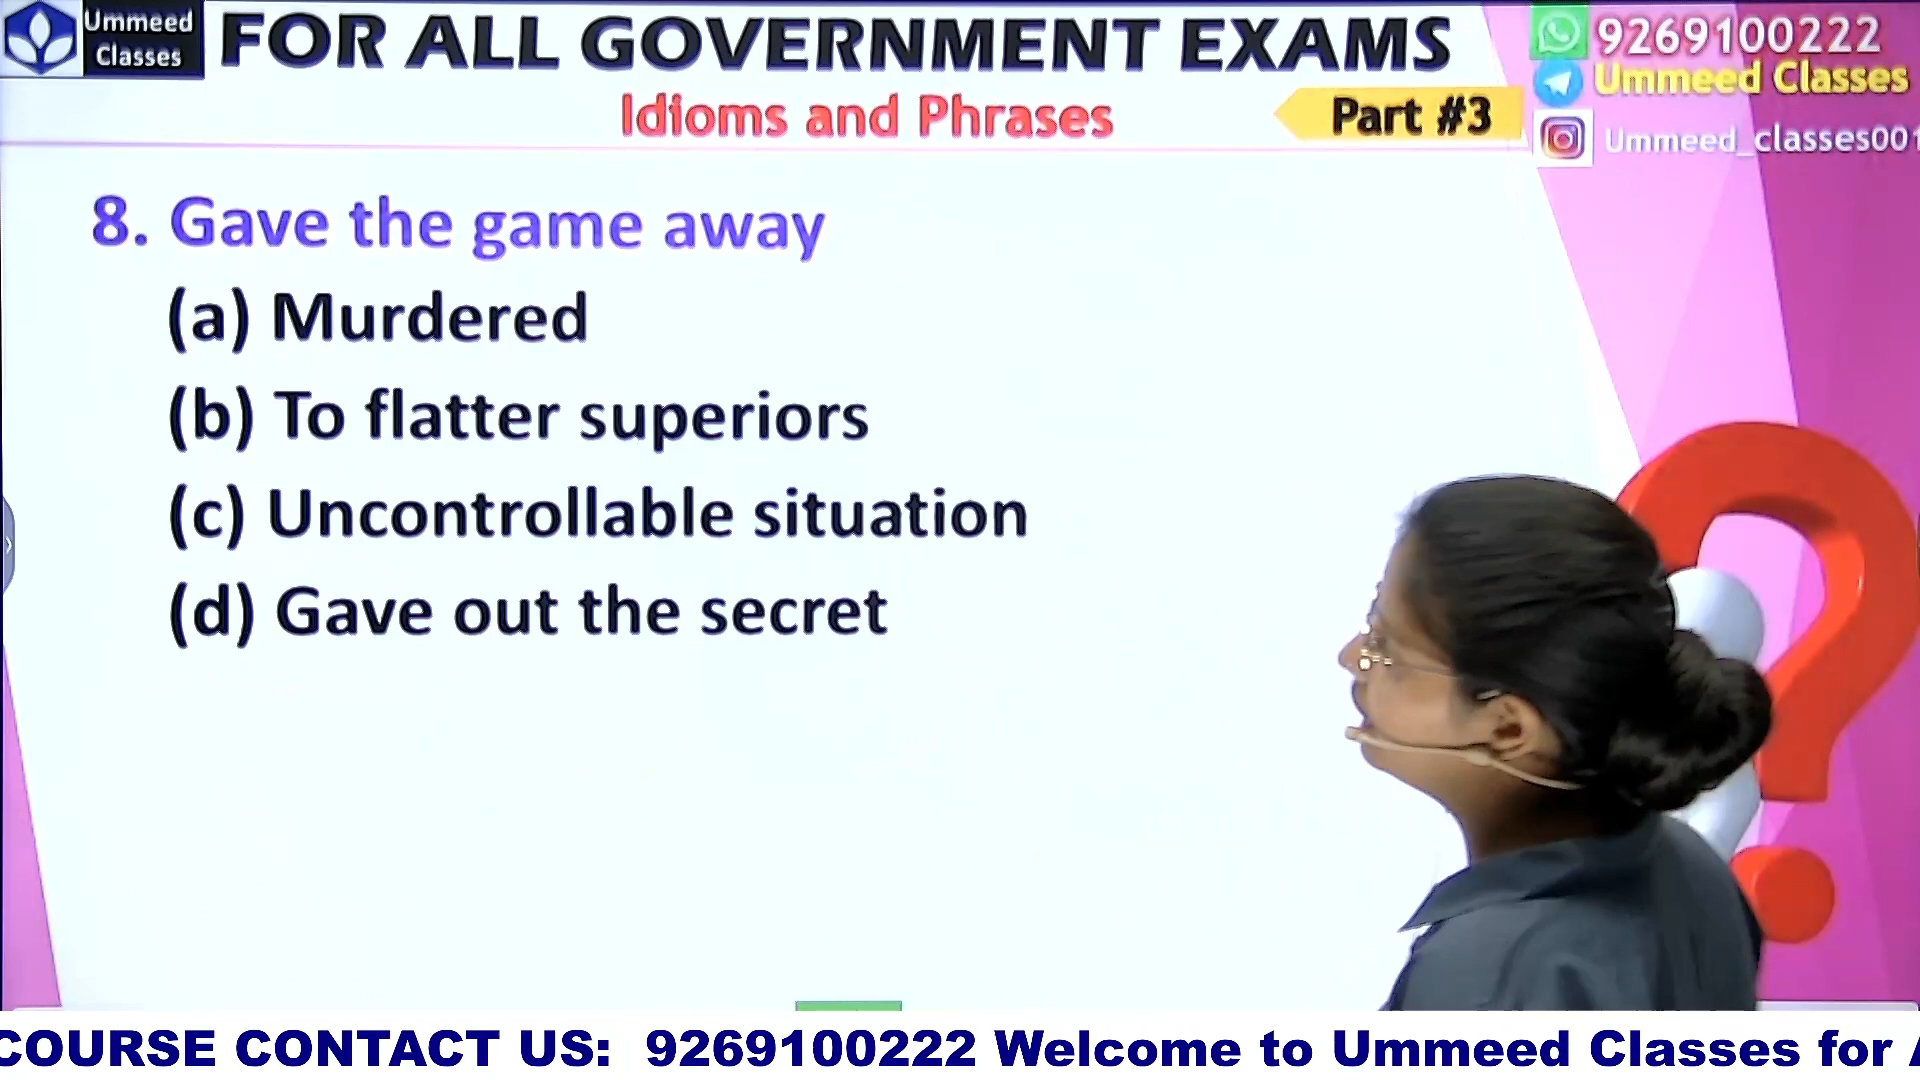 Ummeed
Classes
FOR ALL GOVERNMENT EXAMS
Idioms and Phrases
Part #3
9269100222
Ummeed Classes
Ummeed_classes001
8. Gave the game away
(a) Murdered
(b) To flatter superiors
(c) Uncontrollable situation
(d) Gave out the secret
COURSE CONTACT US: 9269100222 Welcome to Ummeed Classes for